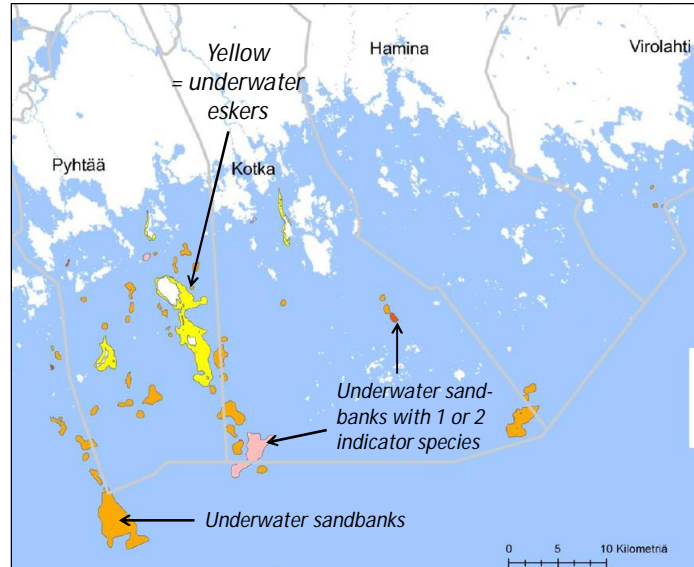 Yellow
= underwater
eskers
Hamina
Virolahti
Pyhtää
Kotka
Underwater sand-
banks with 1 or 2
indicator species
Underwater sandbanks
0 5 10 Kilometriä